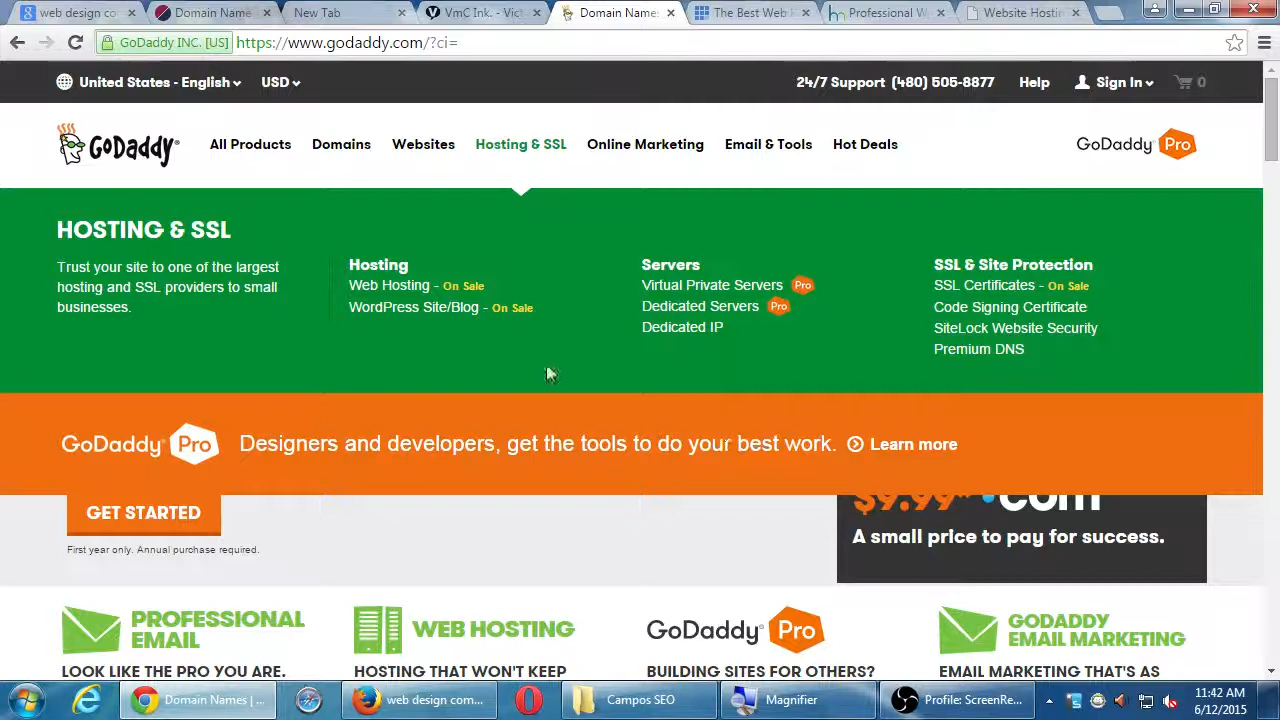 web design co...
Domain Name
New Tab
VmC Ink. - Vict
Domain Names
The Best Web
Professional W
Website Hostin
GoDaddy INC. [US] https://www.godaddy.com/?ci=
United States - English USD 24/7 Support (480) 505-8877 Help Sign In 0
GoDaddy All Products Domains Websites Hosting & SSL Online Marketing Email & Tools Hot Deals GoDaddy Pro
HOSTING & SSL
Trust your site to one of the largest
hosting and SSL providers to small
businesses.
Hosting
Web Hosting - On Sale
WordPress Site/Blog - On Sale
Servers
Virtual Private Servers Pro
Dedicated Servers Pro
Dedicated IP
SSL & Site Protection
SSL Certificates - On Sale
Code Signing Certificate
SiteLock Website Security
Premium DNS
GoDaddy Pro Designers and developers, get the tools to do your best work. Learn more
GET STARTED
First year only. Annual purchase required.
$9.99* .com
A small price to pay for success.
PROFESSIONAL
EMAIL
LOOK LIKE THE PRO YOU ARE.
WEB HOSTING
HOSTING THAT WON'T KEEP
GoDaddy Pro
BUILDING SITES FOR OTHERS?
GODADDY
EMAIL MARKETING
EMAIL MARKETING THAT'S AS
Domain Names | ...
web design com...
Campos SEO
Magnifier
Profile: ScreenRe...
11:42 AM
6/12/2015